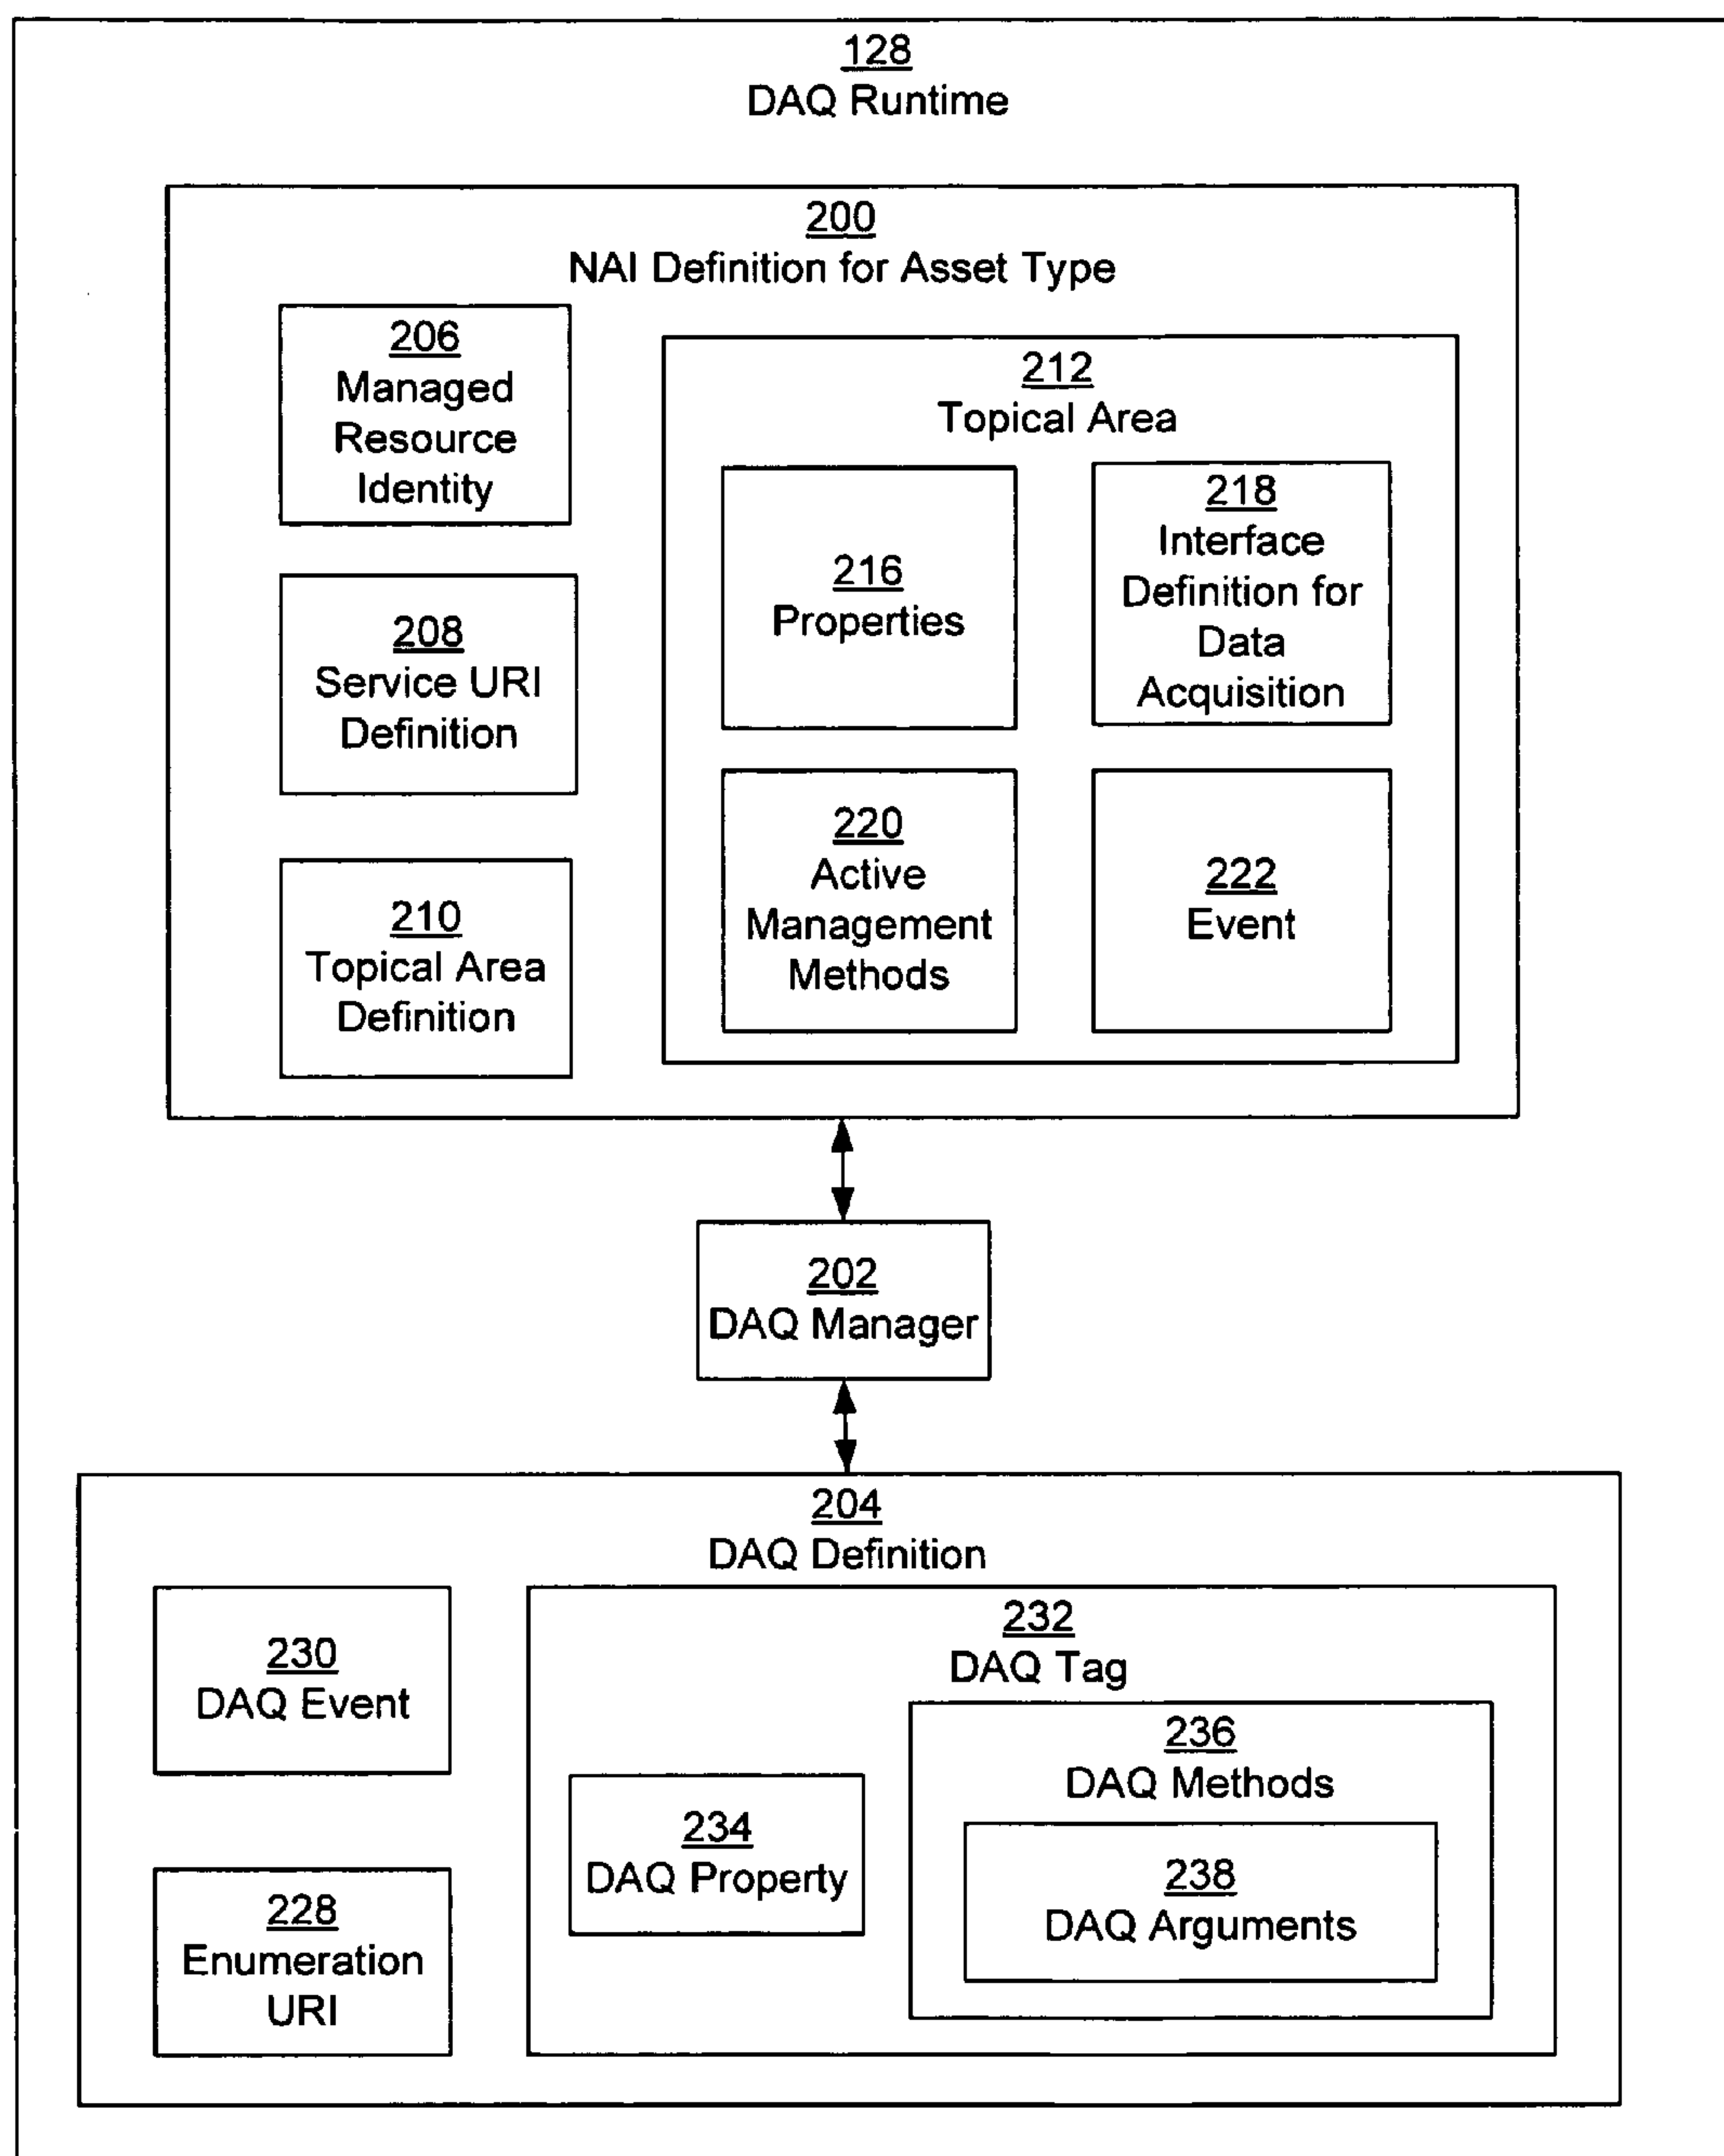 128
DAQ Runtime
200
NAI Definition for Asset Type
206
Managed
Resource
Identity
208
Service URI
Definition
210
Topical Area
Definition
212
Topical Area
216
Properties
218
Interface
Definition for
Data
Acquisition
220
Active
Management
Methods
222
Event
202
DAQ Manager
204
DAQ Definition
230
DAQ Event
228
Enumeration
URI
232
DAQ Tag
234
DAQ Property
236
DAQ Methods
238
DAQ Arguments